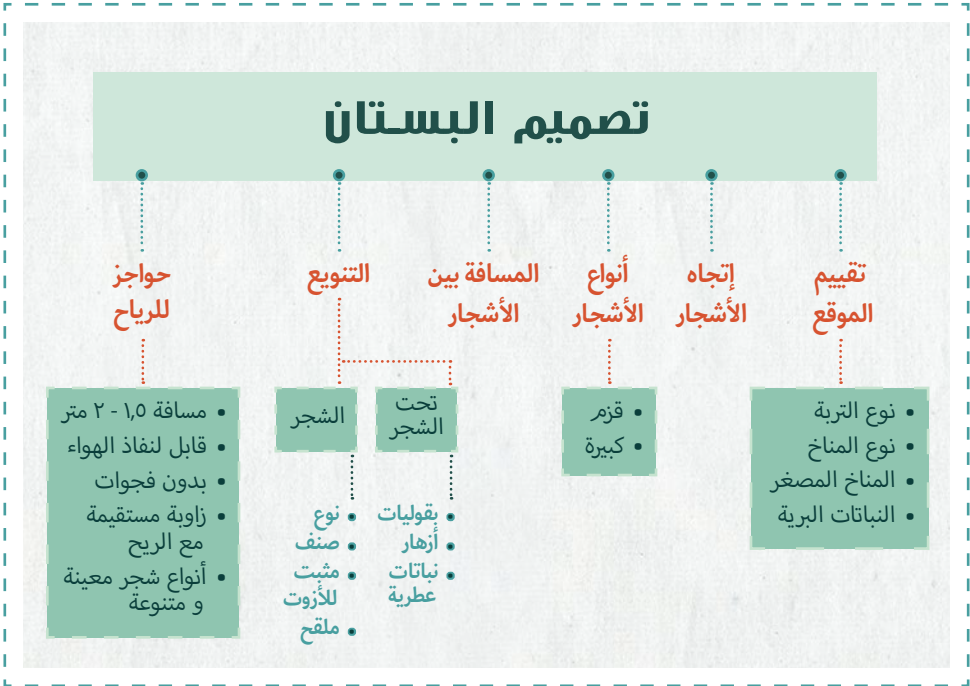 تصميم البستان
تقييم
الموقع
إتجاه
الأشجار
أنواع
الأشجار
المسافة بين
الأشجار
التنويع
حواجز
للرياح
• نوع التربة
• نوع المناخ
• المناخ المصغر
• النباتات البرية
• قزم
• كبيرة
تحت
الشجر
• بقوليات
• أزهار
• نباتات
عطرية
الشجر
• نوع
• صنف
• مثبت
للأزوت
• ملقح
• مسافة ١,٥ - ٢ متر
• قابل لنفاذ الهواء
• بدون فجوات
• زاوية مستقيمة
مع الريح
• أنواع شجر معينة
و متنوعة